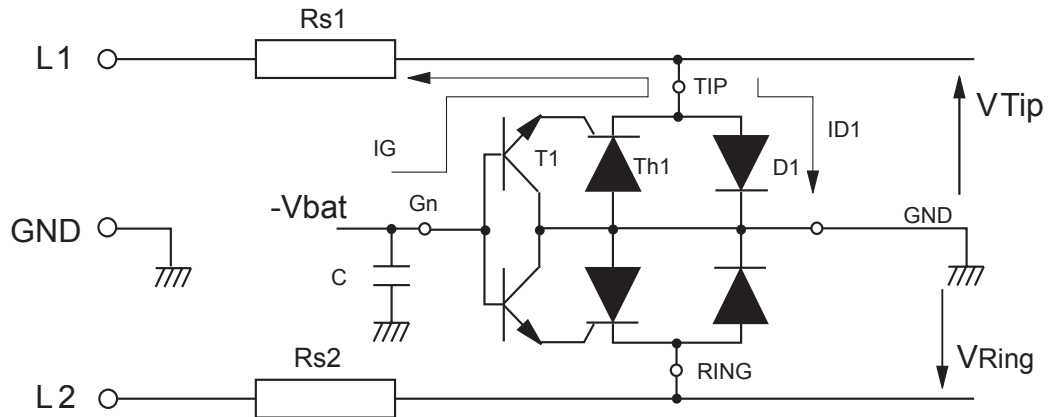 Rs1
L1
TIP
VTip
IG
T1
Th1
D1
ID1
-Vbat
Gn
GND
GND
C
Rs2
RING
VRing
L2